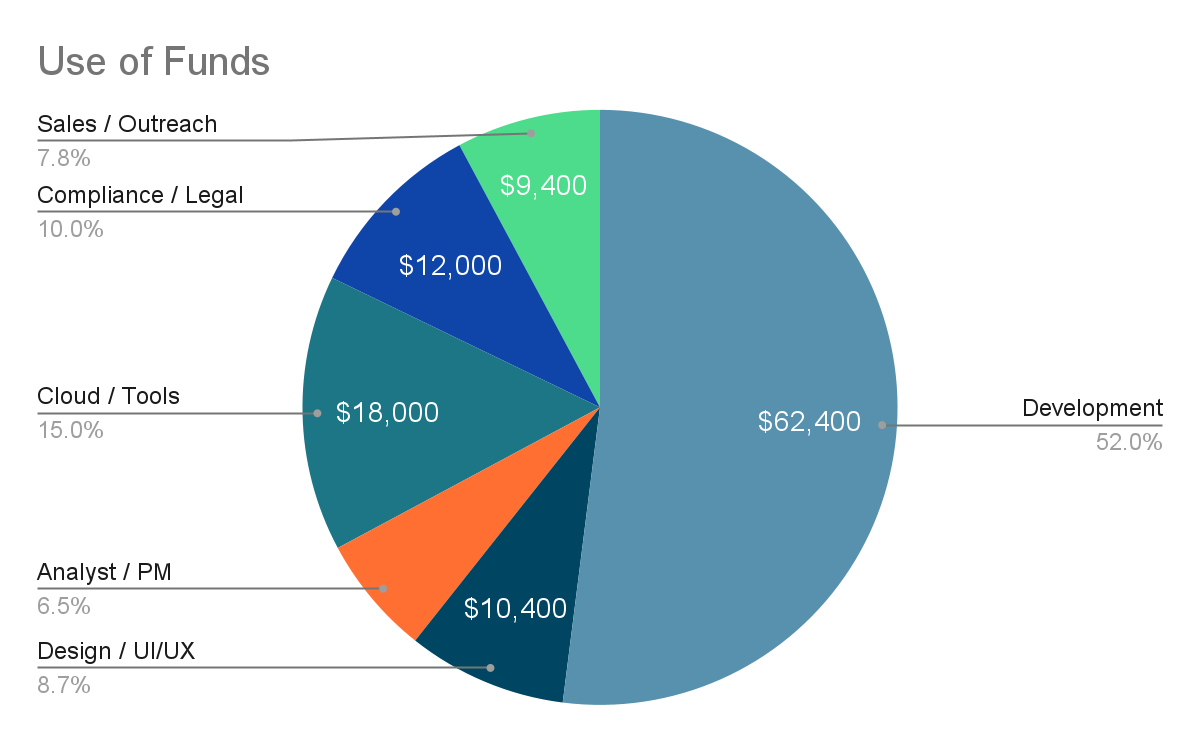 Use of Funds
Sales / Outreach
7.8%
Compliance / Legal
10.0%
Cloud / Tools
15.0%
Analyst / PM
6.5%
Design / UI/UX
8.7%
$9,400
$12,000
$18,000
$10,400
$62,400
Development
52.0%